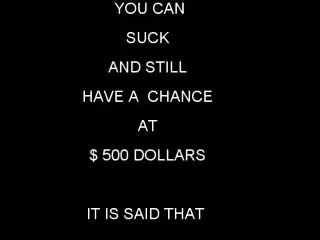 YOU CAN
SUCK
AND STILL
HAVE A CHANCE
AT
$ 500 DOLLARS
IT IS SAID THAT